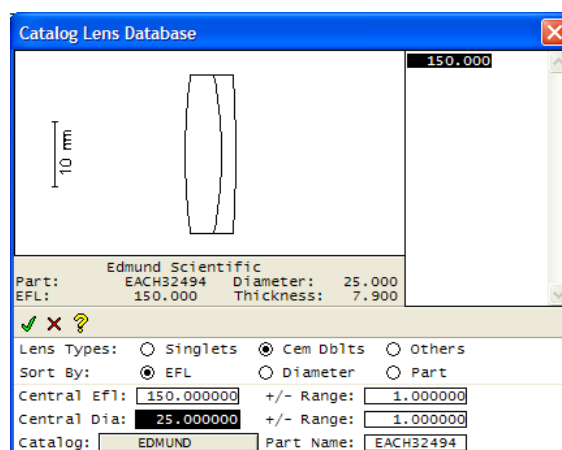 Catalog Lens Database
150.000
10 mm
Edmund Scientific
Part: EACH32494 Diameter: 25.000
EFL: 150.000 Thickness: 7.900
Lens Types: Singlets Cem Dblts Others
Sort By: EFL Diameter Part
Central Efl: 150.000000 +/- Range: 1.000000
Central Dia: 25.000000 +/- Range: 1.000000
Catalog: EDMUND Part Name: EACH32494